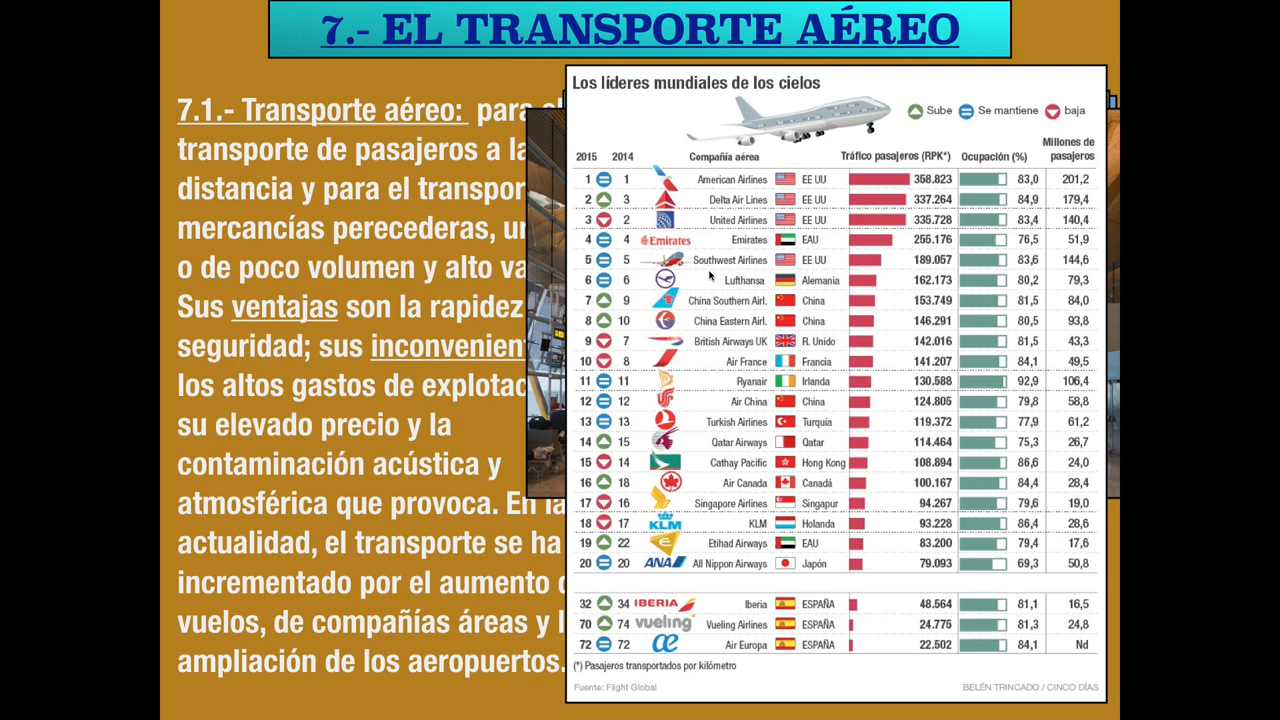 7.- EL TRANSPORTE AÉREO
7.1.- Transporte aéreo: para
transporte de pasajeros a
distancia y para el
mercancías perecederas,
o de poco volumen y alto
Sus ventajas son la rapidez
seguridad; sus
los altos gastos de
su elevado precio y la
contaminación acústica y
atmosférica que provoca. En la
actualidad, el transporte se ha
incrementado por el aumento
vuelos, de compañías áreas y
ampliación de los aeropuertos.
Los líderes mundiales de los cielos
Sube Se mantiene baja
2015 2014 Compañía aérea Tráfico pasajeros (RPK*) Ocupación (%) Millones de pasajeros
1 1 American Airlines EE UU 358.823 83,0 201,2
2 3 Delta Air Lines EE UU 337.264 84,9 179,4
3 2 United Airlines EE UU 335.728 83,4 140,4
4 4 Emirates Emirates EAU 255.176 76,5 51,9
5 5 Southwest Airlines EE UU 189.057 83,6 144,6
6 6 Lufthansa Alemania 162.173 80,2 79,3
7 9 China Southern Airl. China 153.749 81,5 84,0
8 10 China Eastern Airl. China 146.291 80,5 93,8
9 7 British Airways UK R. Unido 142.016 81,5 43,3
10 8 Air France Francia 141.207 84,1 49,5
11 11 Ryanair Irlanda 130.588 92,9 106,4
12 12 Air China China 124.805 79,8 58,8
13 13 Turkish Airlines Turquía 119.372 77,9 61,2
14 15 Qatar Airways Qatar 114.464 75,3 26,7
15 14 Cathay Pacific Hong Kong 108.894 86,6 24,0
16 18 Air Canada Canadá 100.167 84,4 28,4
17 16 Singapore Airlines Singapur 94.267 79,6 19,0
18 17 KLM KLM Holanda 93.228 86,4 28,6
19 22 Etihad Airways EAU 83.200 79,4 17,6
20 20 ANA All Nippon Airways Japón 79.093 69,3 50,8
32 34 IBERIA Iberia ESPAÑA 48.564 81,1 16,5
70 74 vueling Vueling Airlines ESPAÑA 24.775 81,3 24,8
72 72 æ Air Europa ESPAÑA 22.502 84,1 Nd
(*) Pasajeros transportados por kilómetro
Fuente: Flight Global BELÉN TRINCADO / CINCO DÍAS